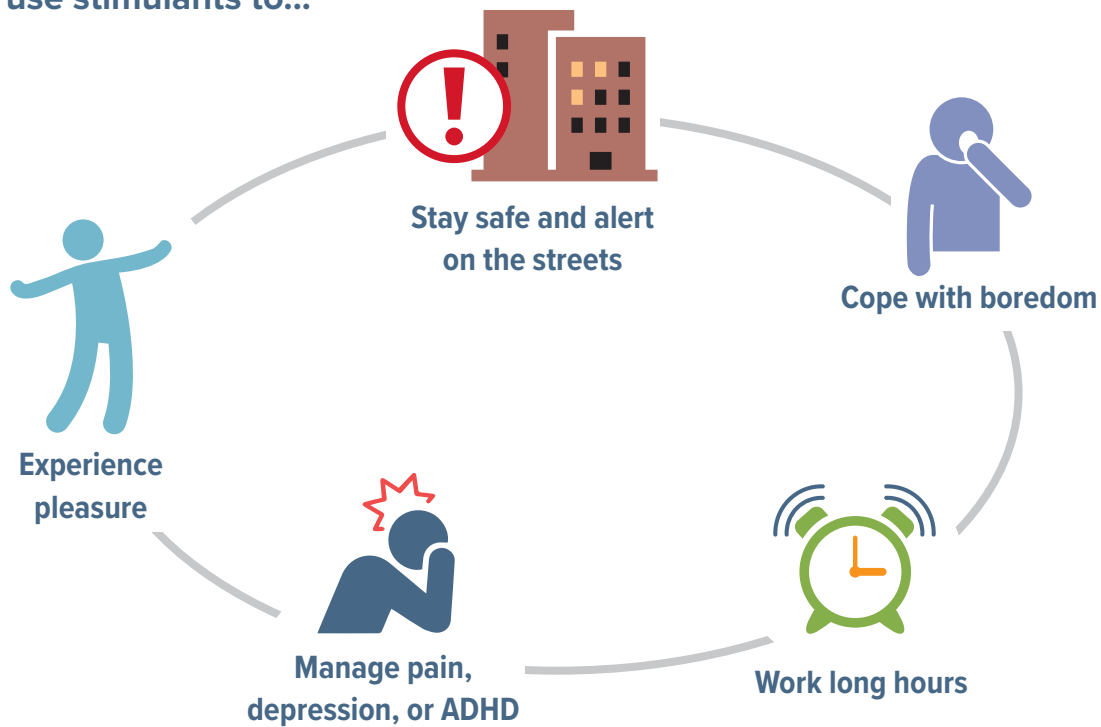 use stimulants to...
Stay safe and alert
on the streets
Cope with boredom
Experience
pleasure
Manage pain,
depression, or ADHD
Work long hours